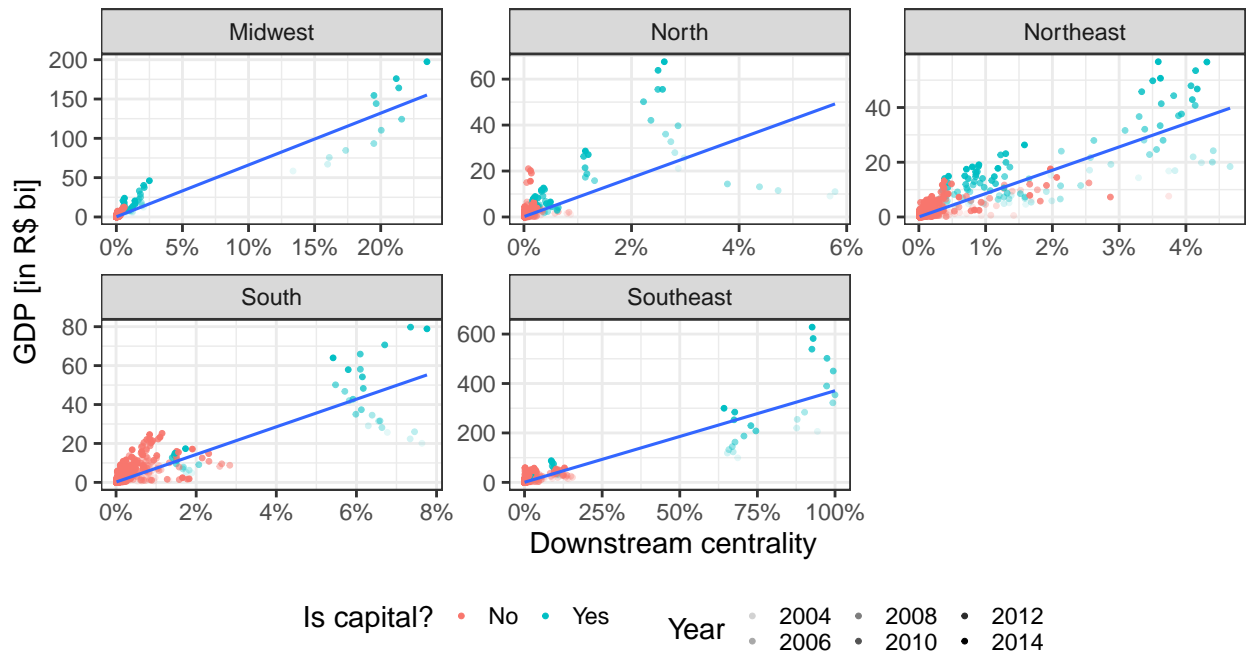 Midwest
North
Northeast
GDP [in R$ bi]
200
150
100
50
0
0% 5% 10% 15% 20%
60
40
20
0
0% 2% 4% 6%
40
20
0
0% 1% 2% 3% 4%
South
Southeast
80
60
40
20
0
0% 2% 4% 6% 8%
600
400
200
0
0% 25% 50% 75% 100%
Downstream centrality
Is capital? No Yes
Year 2004 2008 2012
2006 2010 2014